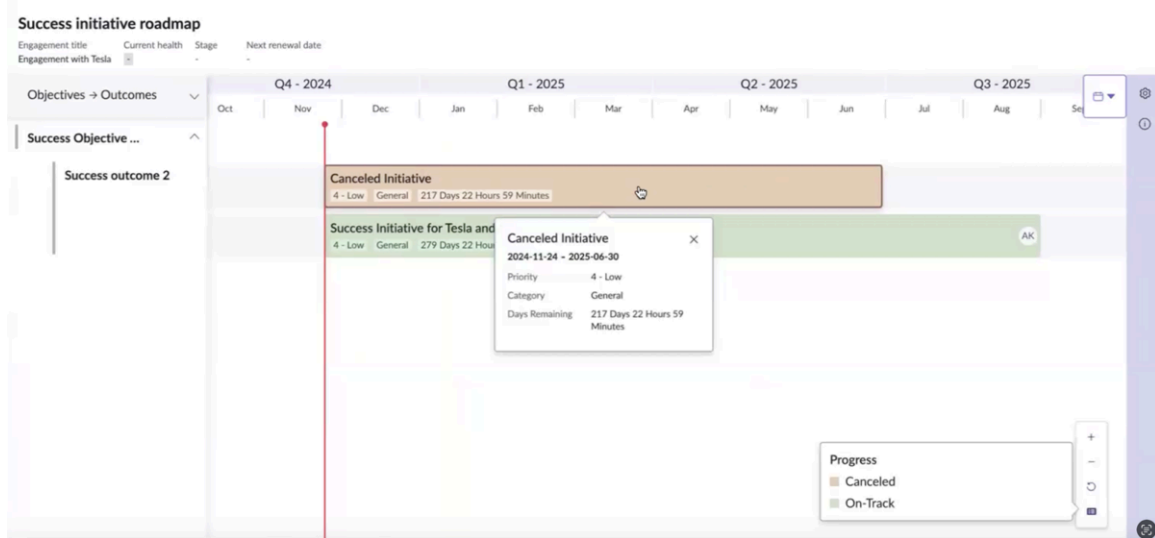 Success initiative roadmap
Engagement title Current health Stage Next renewal date
Engagement with Tesla - - -
Objectives → Outcomes
Q4 - 2024 Q1 - 2025 Q2 - 2025 Q3 - 2025
Oct Nov Dec Jan Feb Mar Apr May Jun Jul Aug
Success Objective ...
Success outcome 2
Canceled Initiative
4 - Low General 217 Days 22 Hours 59 Minutes
Success Initiative for Tesla and
4 - Low General 279 Days 22 Hou
AK
Canceled Initiative
2024-11-24 – 2025-06-30
Priority 4 - Low
Category General
Days Remaining 217 Days 22 Hours 59
Minutes
Progress
Canceled
On-Track